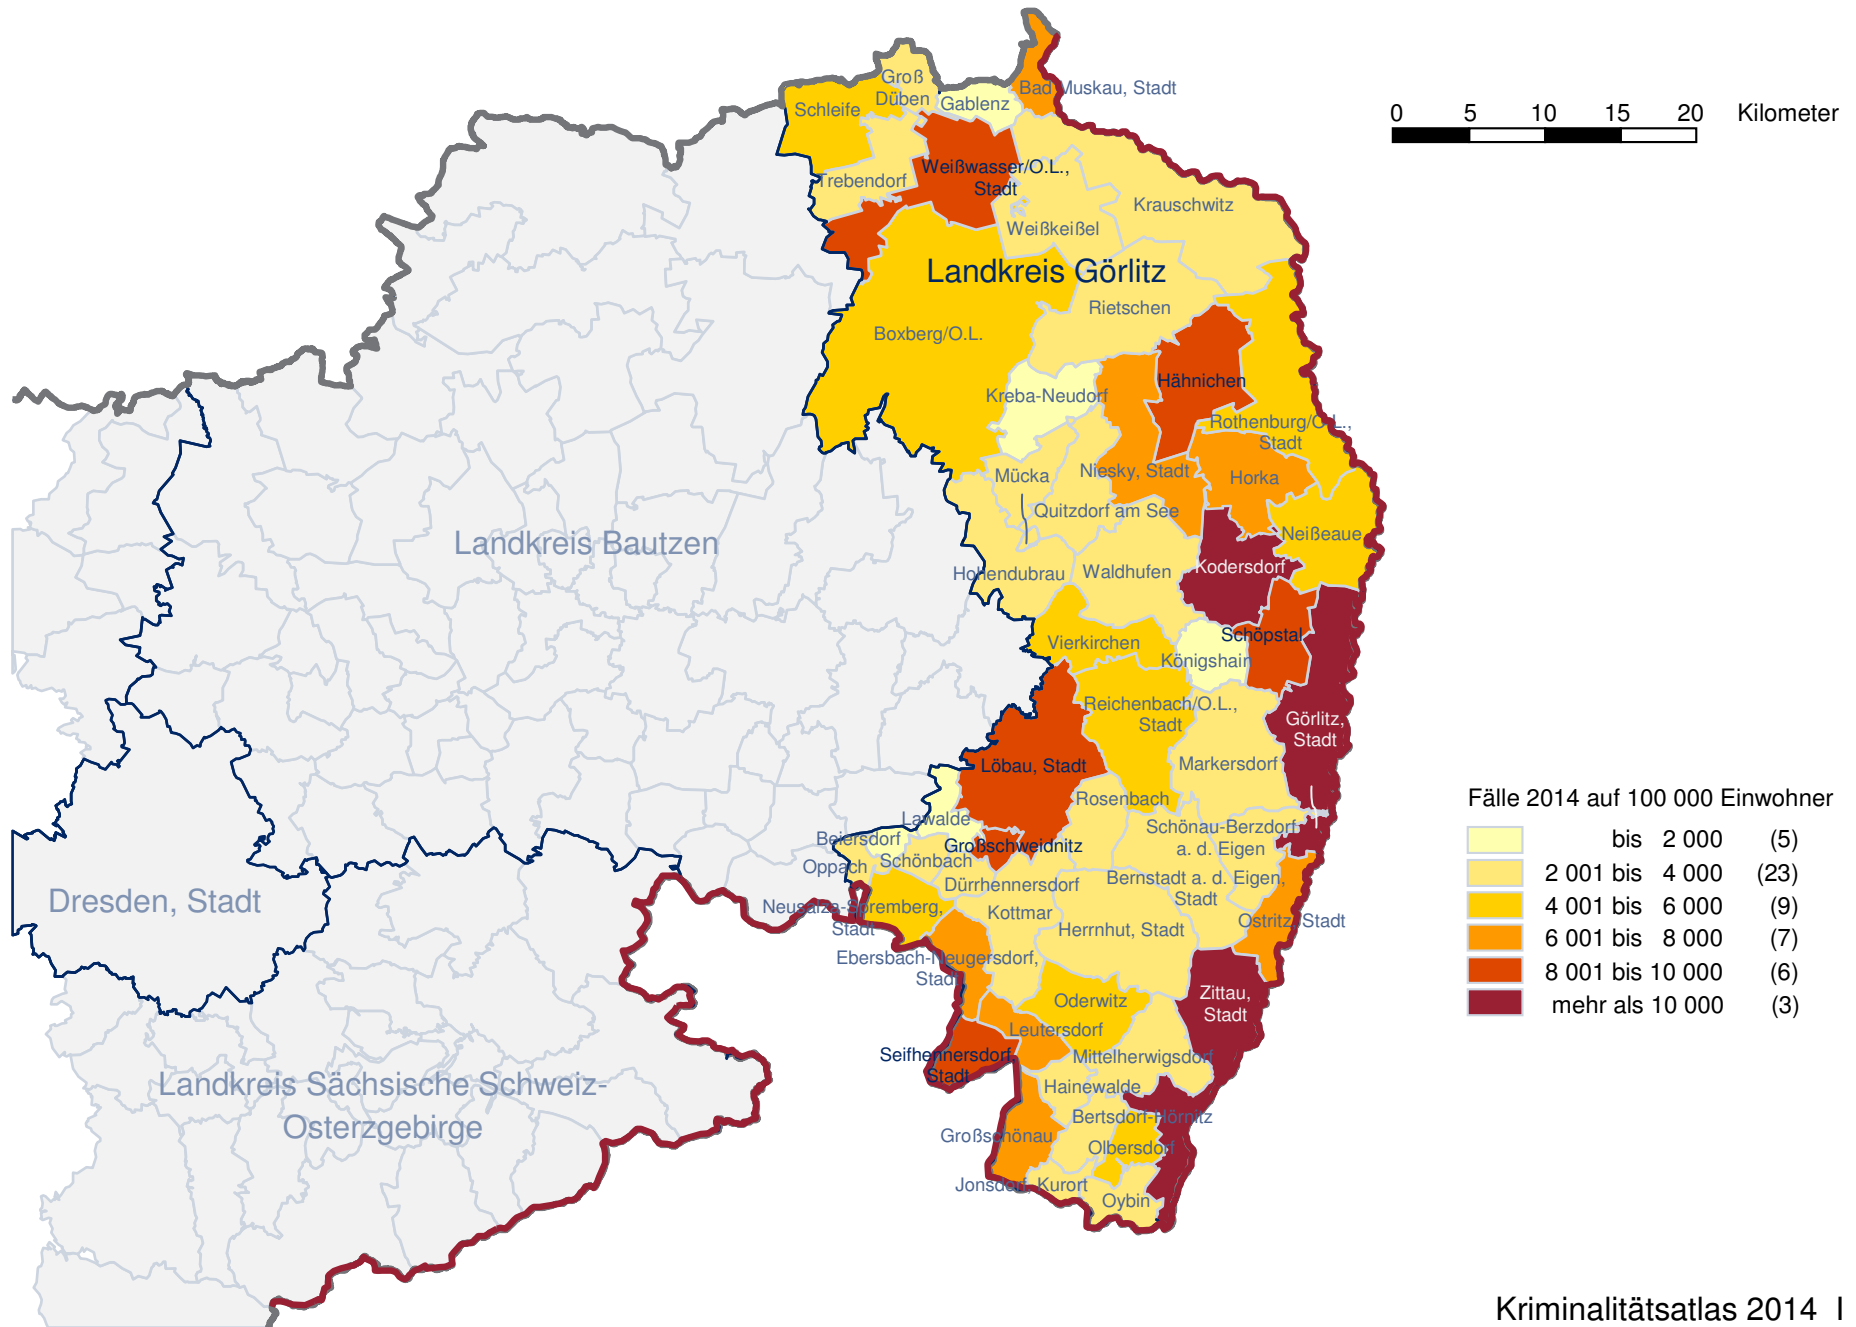 0 5 10 15 20 Kilometer
Groß
Düben
Schleife
Gablenz
Bad Muskau, Stadt
Trebendorf
Weißwasser/O.L.,
Stadt
Krauschwitz
Weißkeißel
Landkreis Görlitz
Rietschen
Boxberg/O.L.
Hähnichen
Kreba-Neudorf
Rothenburg/O.L.,
Stadt
Mücka
Niesky, Stadt
Horka
Quitzdorf am See
Neißeaue
Landkreis Bautzen
Hohendubrau
Waldhufen
Kodersdorf
Vierkirchen
Schöpstal
Königshain
Reichenbach/O.L.,
Stadt
Görlitz,
Stadt
Löbau, Stadt
Markersdorf
Rosenbach
Lawalde
Schönau-Berzdorf
a. d. Eigen
Beiersdorf
Großschweidnitz
Schönbach
Oppach
Dürrhennersdorf
Bernstadt a. d. Eigen,
Stadt
Dresden, Stadt
Neusalza-Spremberg,
Stadt
Kottmar
Herrnhut, Stadt
Ostritz, Stadt
Ebersbach-Neugersdorf,
Stadt
Oderwitz
Zittau,
Stadt
Leutersdorf
Seifhennersdorf,
Stadt
Mittelherwigsdorf
Landkreis Sächsische Schweiz-
Osterzgebirge
Hainewalde
Bertsdorf-Hörnitz
Großschönau
Olbersdorf
Jonsdorf, Kurort
Oybin
Fälle 2014 auf 100 000 Einwohner
bis 2 000 (5)
2 001 bis 4 000 (23)
4 001 bis 6 000 (9)
6 001 bis 8 000 (7)
8 001 bis 10 000 (6)
mehr als 10 000 (3)
Kriminalitätsatlas 2014 I